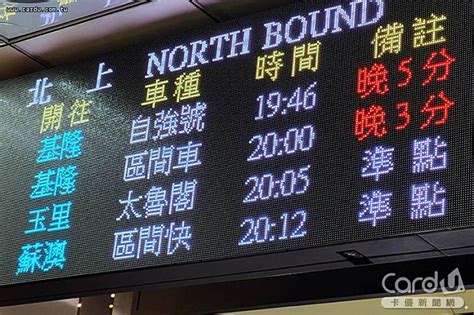 www.cardu.com.tw
北上 NORTH BOUND
開往 車種 時間 備註
基隆 自強號 19:46 晚5分
基隆 區間車 20:00 晚3分
玉里 太魯閣 20:05 準點
蘇澳 區間快 20:12 準點
CardU
卡優新聞網